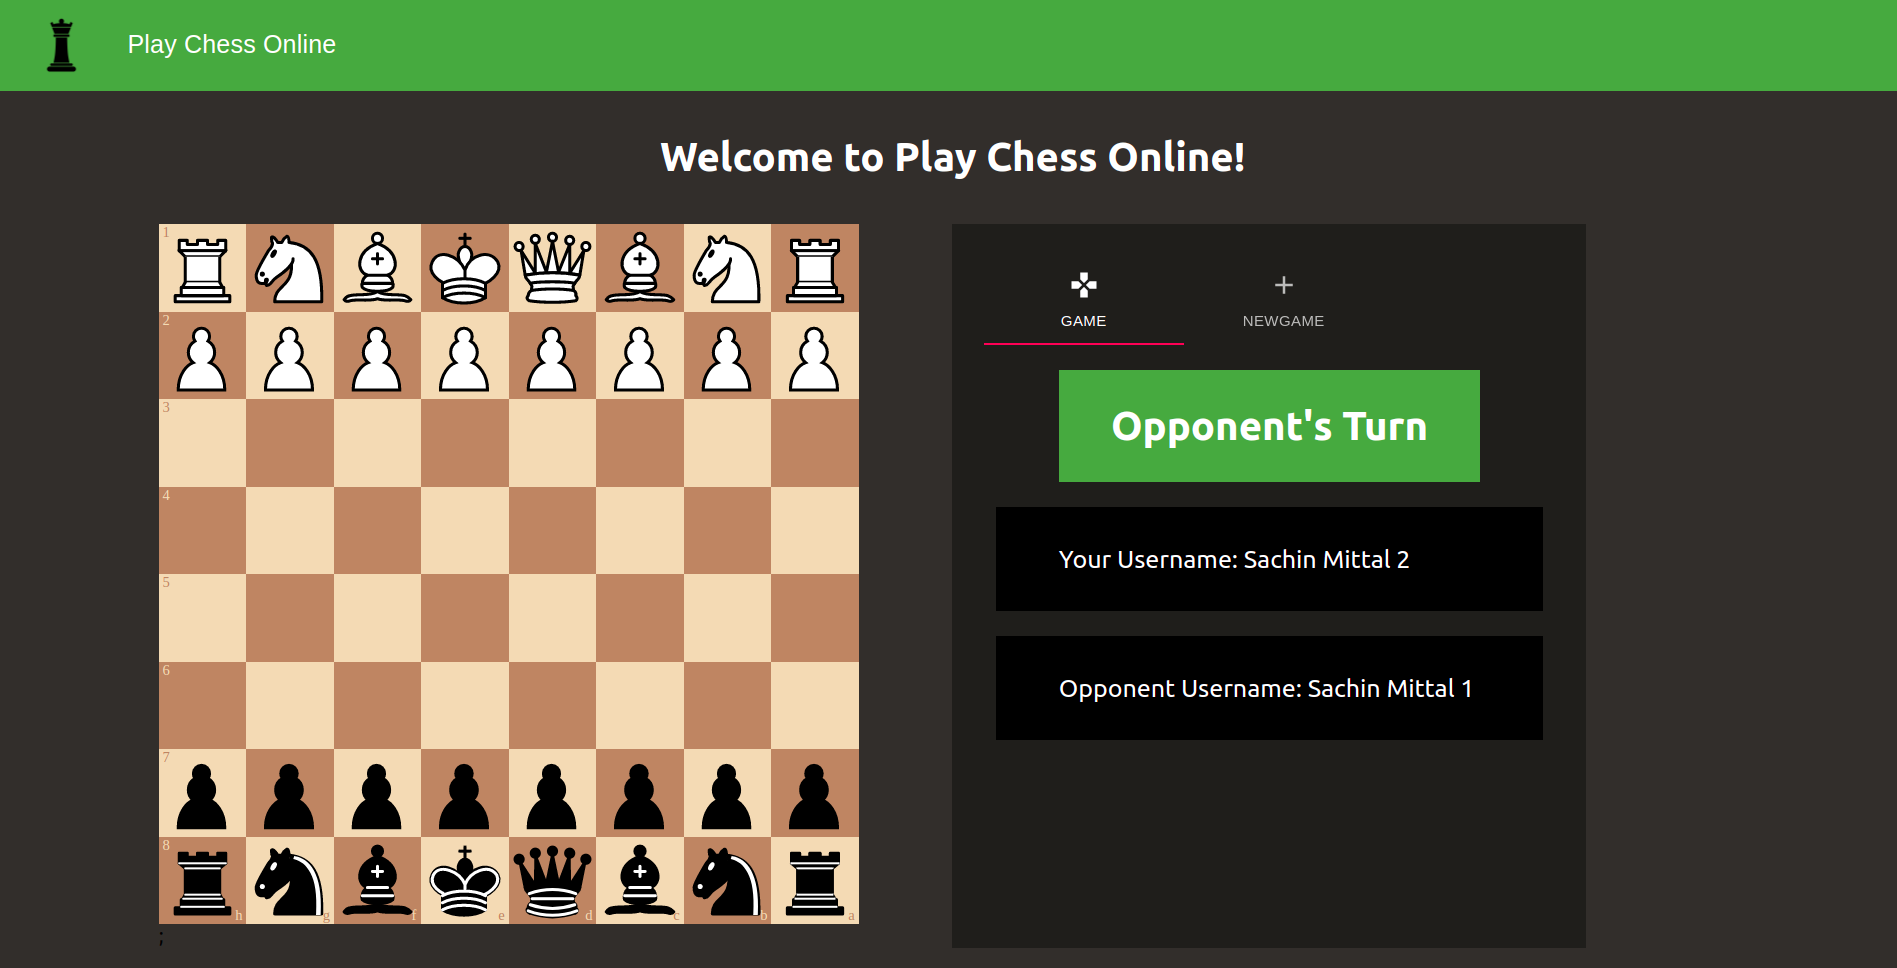 Play Chess Online
Welcome to Play Chess Online!
1
2
3
4
5
6
7
8
h g f e d c b a
;
GAME NEWGAME
Opponent's Turn
Your Username: Sachin Mittal 2
Opponent Username: Sachin Mittal 1